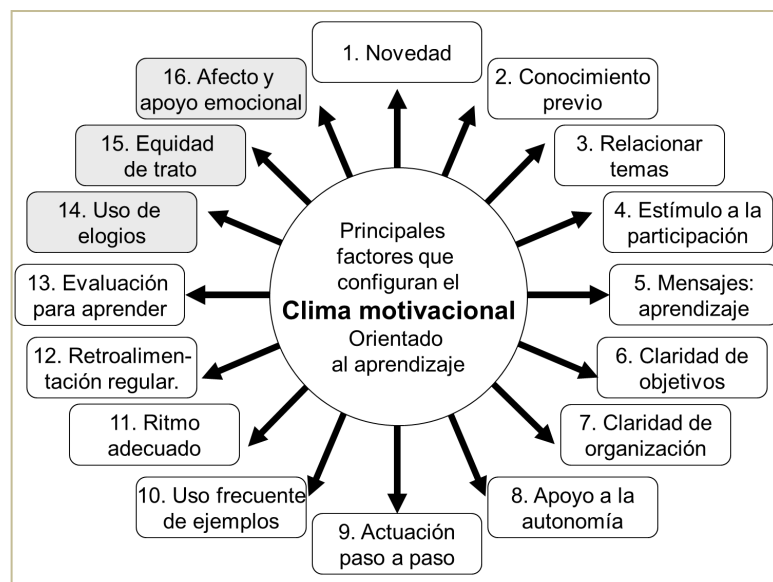 Principales
factores que
configuran el
Clima motivacional
Orientado
al aprendizaje
1. Novedad
2. Conocimiento
previo
3. Relacionar
temas
4. Estímulo a la
participación
5. Mensajes:
aprendizaje
6. Claridad de
objetivos
7. Claridad de
organización
8. Apoyo a la
autonomía
9. Actuación
paso a paso
10. Uso frecuente
de ejemplos
11. Ritmo
adecuado
12. Retroalimen-
tación regular.
13. Evaluación
para aprender
14. Uso de
elogios
15. Equidad
de trato
16. Afecto y
apoyo emocional